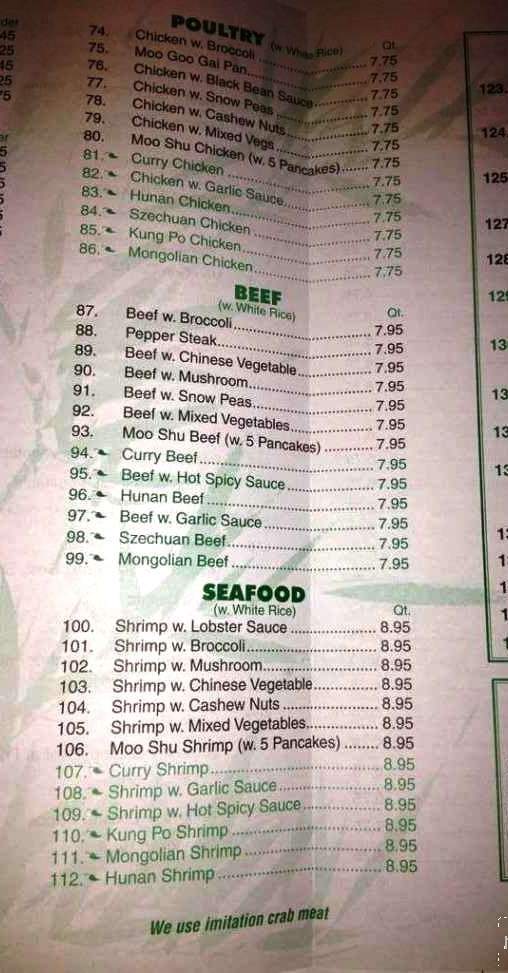 POULTRY (w White Rice) Qt.
74. Chicken w. Broccoli 7.75
75. Moo Goo Gai Pan 7.75
76. Chicken w. Black Bean Sauce 7.75
77. Chicken w. Snow Peas 7.75
78. Chicken w. Cashew Nuts 7.75
79. Chicken w. Mixed Vegs. 7.75
80. Moo Shu Chicken (w. 5 Pancakes) 7.75
81. Curry Chicken 7.75
82. Chicken w. Garlic Sauce 7.75
83. Hunan Chicken 7.75
84. Szechuan Chicken 7.75
85. Kung Po Chicken 7.75
86. Mongolian Chicken 7.75
BEEF
(w. White Rice) Qt.
87. Beef w. Broccoli 7.95
88. Pepper Steak 7.95
89. Beef w. Chinese Vegetable 7.95
90. Beef w. Mushroom 7.95
91. Beef w. Snow Peas 7.95
92. Beef w. Mixed Vegetables 7.95
93. Moo Shu Beef (w. 5 Pancakes) 7.95
94. Curry Beef 7.95
95. Beef w. Hot Spicy Sauce 7.95
96. Hunan Beef 7.95
97. Beef w. Garlic Sauce 7.95
98. Szechuan Beef 7.95
99. Mongolian Beef 7.95
SEAFOOD
(w. White Rice) Qt.
100. Shrimp w. Lobster Sauce 8.95
101. Shrimp w. Broccoli 8.95
102. Shrimp w. Mushroom 8.95
103. Shrimp w. Chinese Vegetable 8.95
104. Shrimp w. Cashew Nuts 8.95
105. Shrimp w. Mixed Vegetables 8.95
106. Moo Shu Shrimp (w. 5 Pancakes) 8.95
107. Curry Shrimp 8.95
108. Shrimp w. Garlic Sauce 8.95
109. Shrimp w. Hot Spicy Sauce 8.95
110. Kung Po Shrimp 8.95
111. Mongolian Shrimp 8.95
112. Hunan Shrimp 8.95
We use imitation crab meat
123.
124.
125
127
128
129